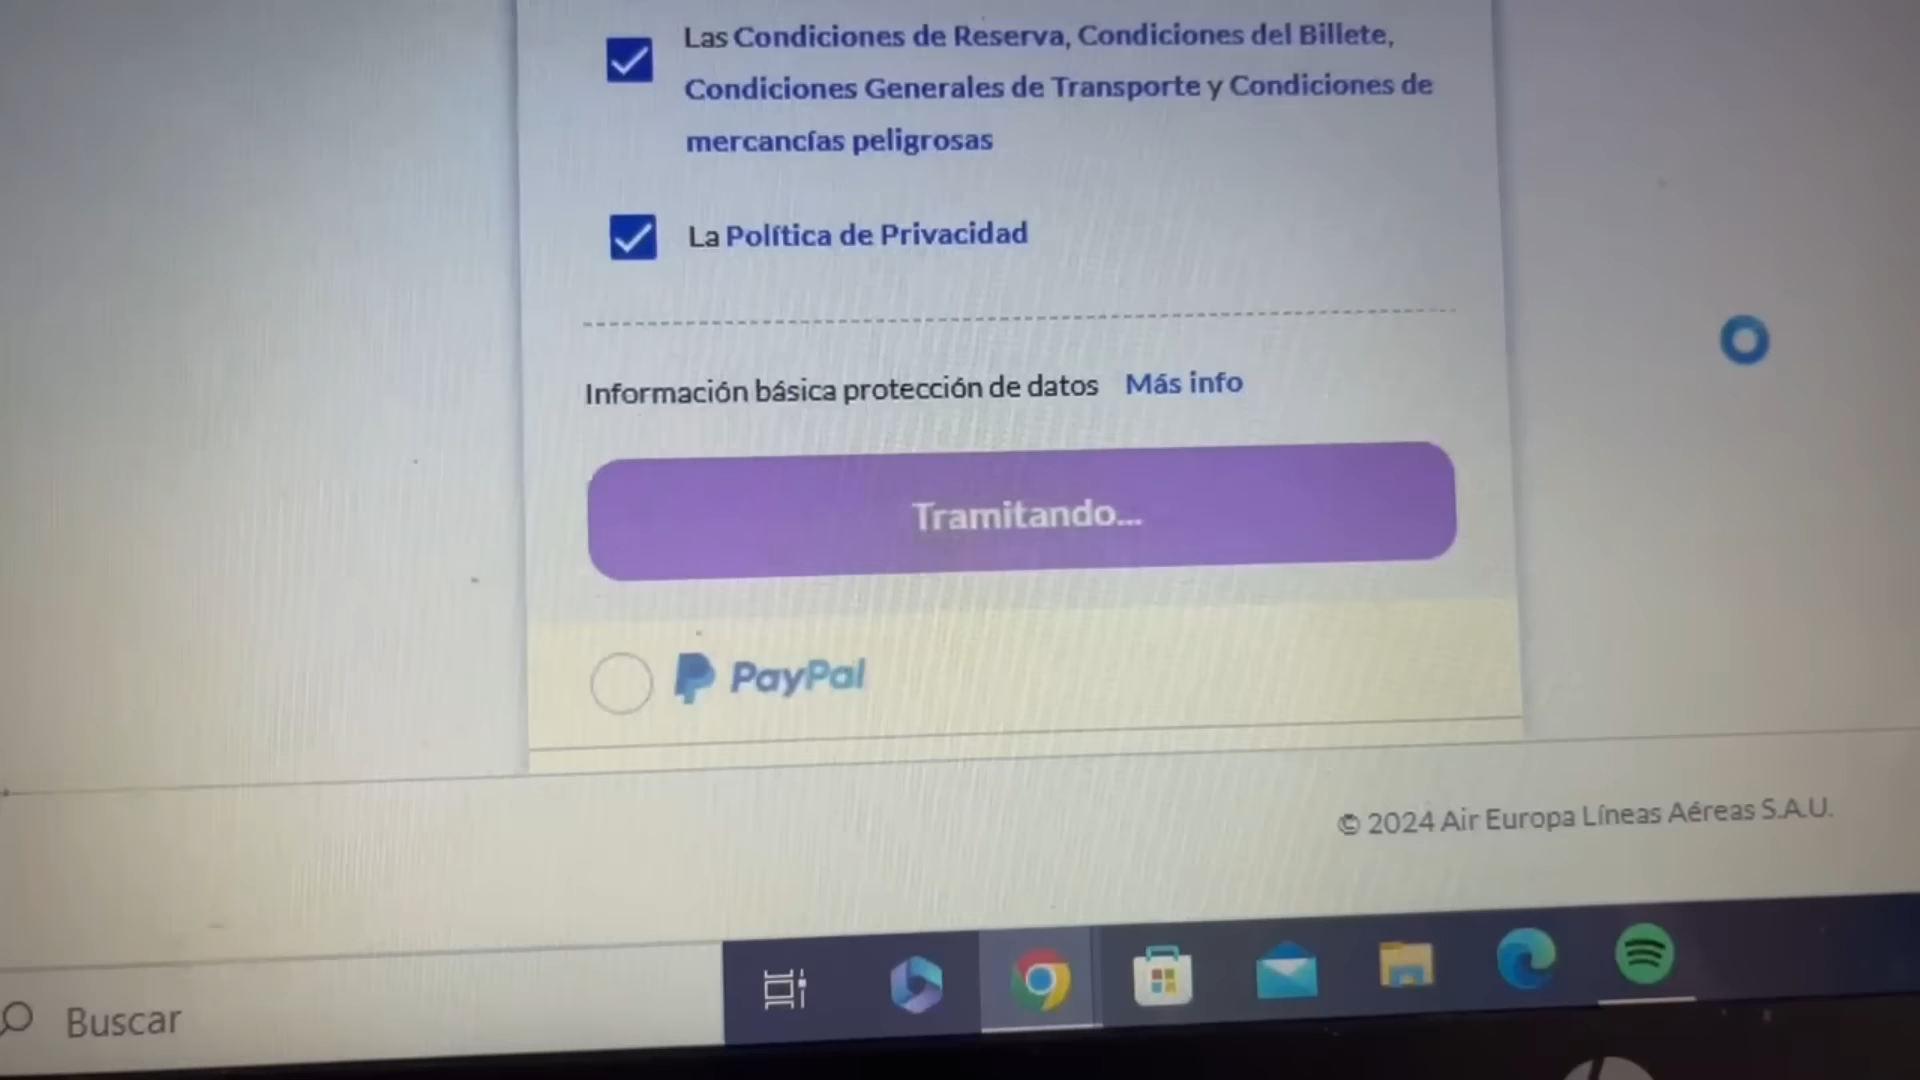 Las Condiciones de Reserva, Condiciones del Billete,
Condiciones Generales de Transporte y Condiciones de
mercancías peligrosas
La Política de Privacidad
Información básica protección de datos Más info
Tramitando...
PayPal
© 2024 Air Europa Líneas Aéreas S.A.U.
Buscar